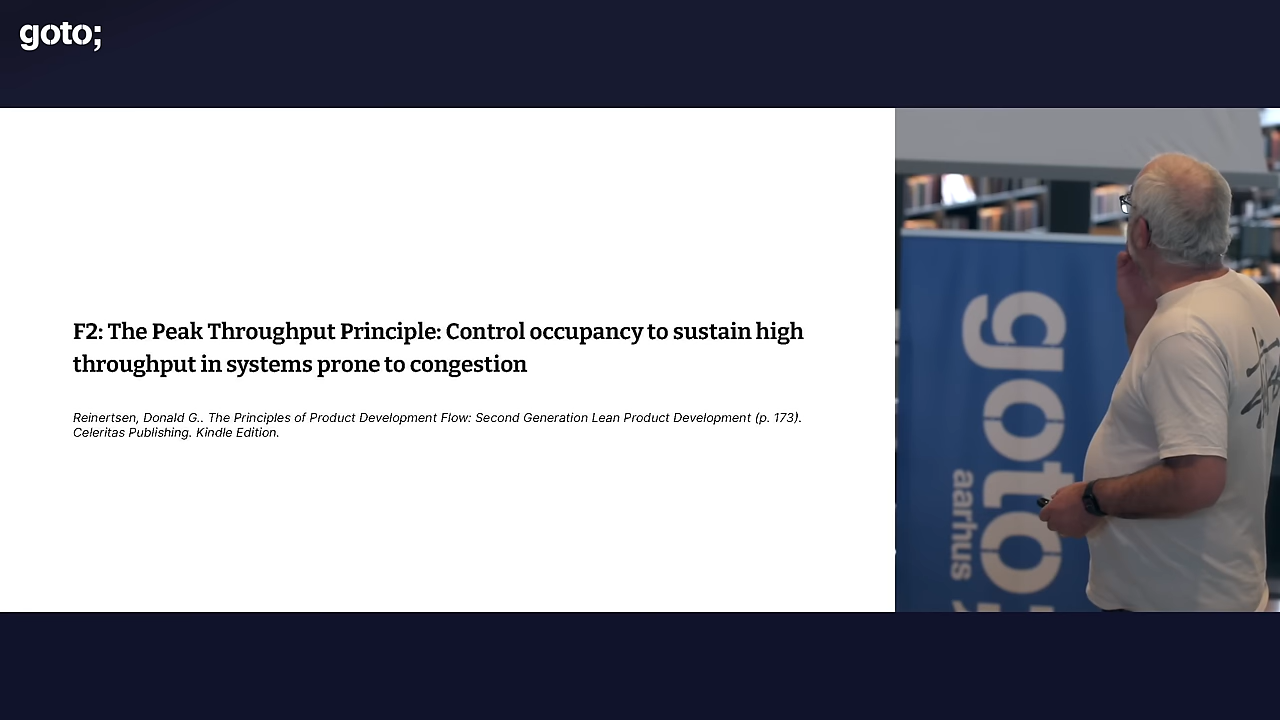 goto;
F2: The Peak Throughput Principle: Control occupancy to sustain high
throughput in systems prone to congestion
Reinertsen, Donald G.. The Principles of Product Development Flow: Second Generation Lean Product Development (p. 173).
Celeritas Publishing. Kindle Edition.
goto;
aarhus